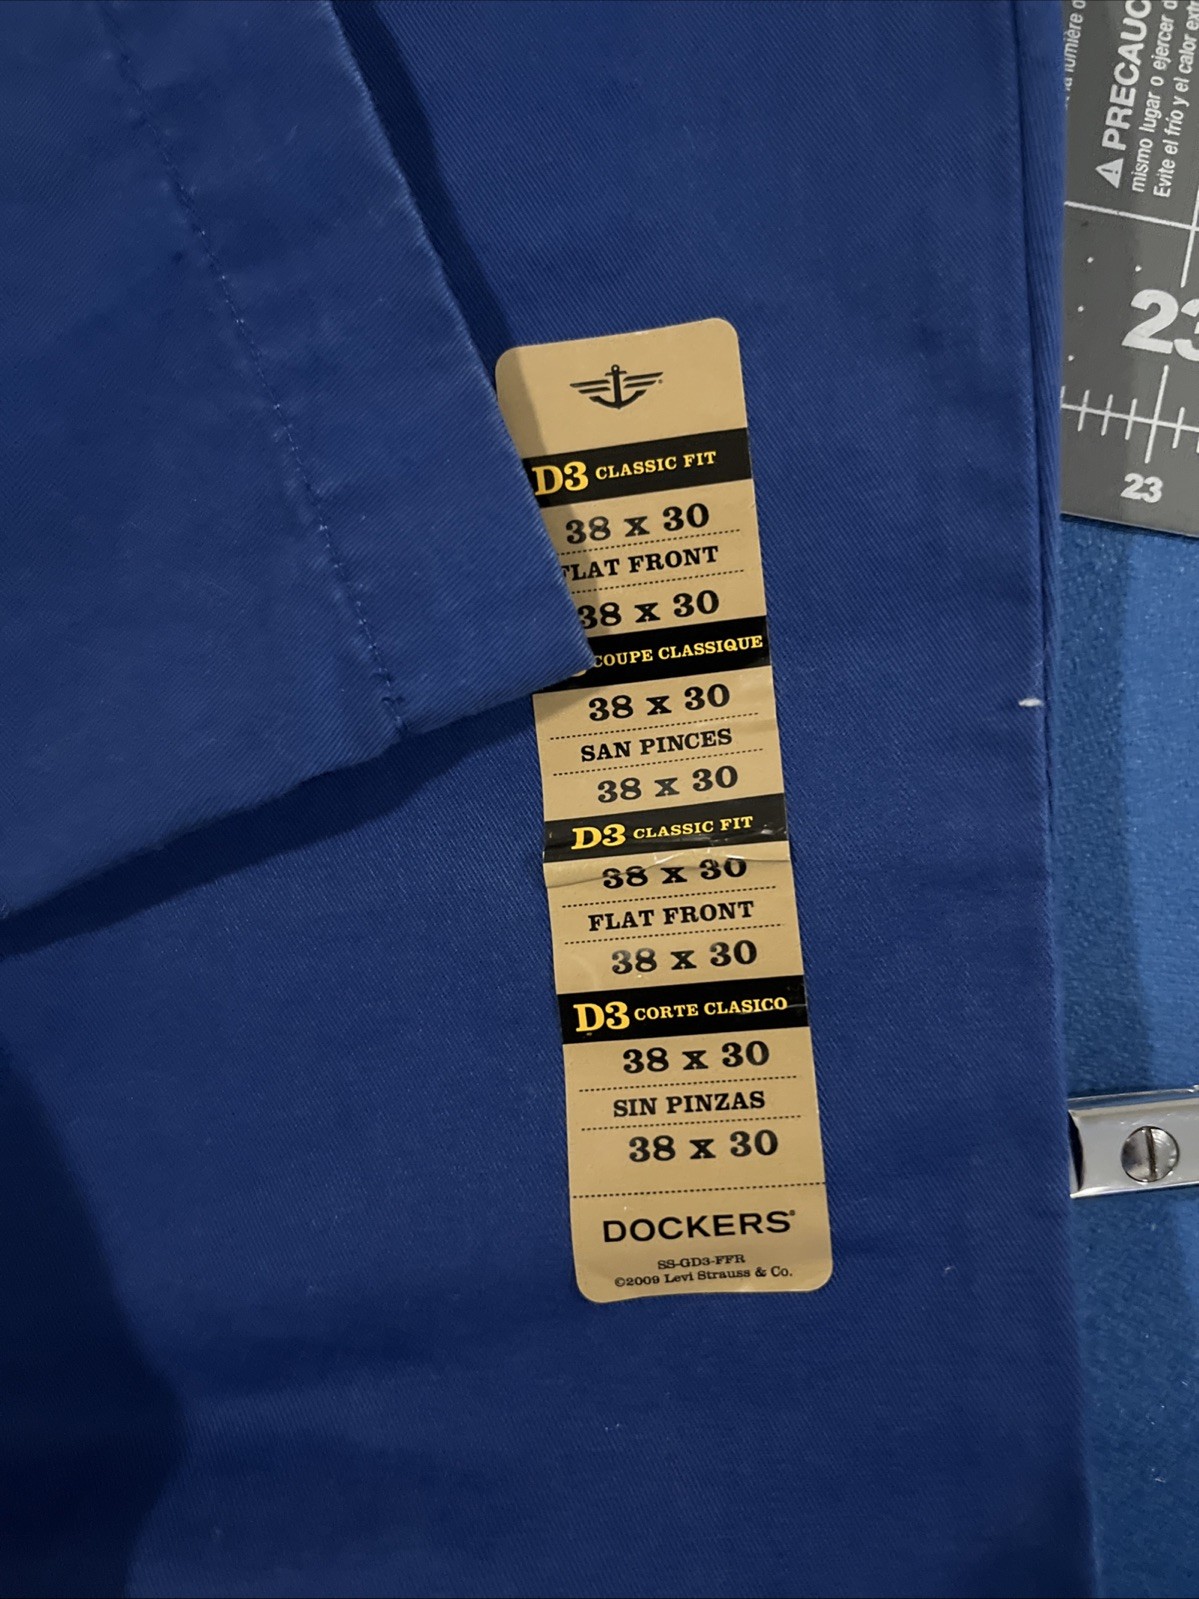 D3 CLASSIC FIT
38 x 30
FLAT FRONT
38 x 30
COUPE CLASSIQUE
38 x 30
SAN PINCES
38 x 30
D3 CLASSIC FIT
38 x 30
FLAT FRONT
38 x 30
D3 CORTE CLASICO
38 x 30
SIN PINZAS
38 x 30
DOCKERS®
SS-GD3-FFR
©2009 Levi Strauss & Co.
la lumière
⚠ PRECAUC
mismo lugar o ejercer
Evite el frío y el calor
23
23